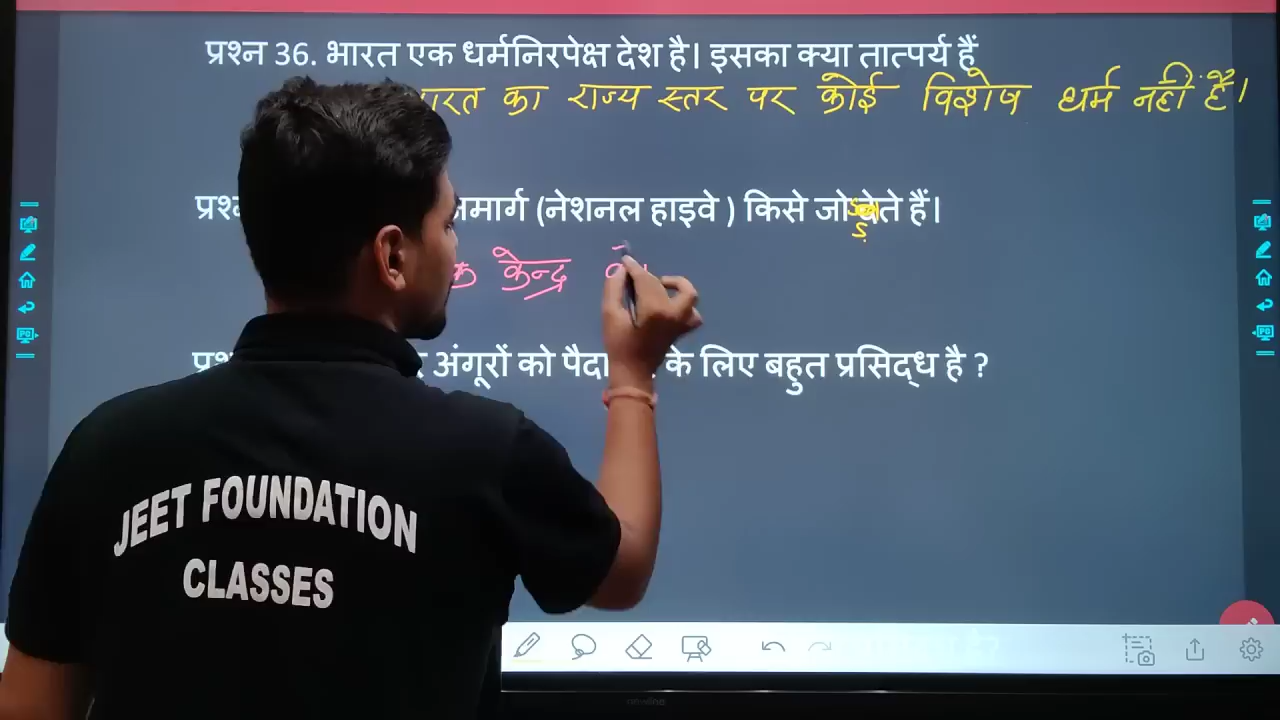 प्रश्न 36. भारत एक धर्मनिरपेक्ष देश है। इसका क्या तात्पर्य हैं
का राज्य स्तर पर कोई विशेष धर्म नहीं है।
(नेशनल हाइवे ) किसे हैं।
केन्द्र
अंगूरों को के लिए बहुत प्रसिद्ध है ?
JEET FOUNDATION
CLASSES